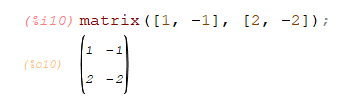 (%i10) matrix([1, −1], [2, −2]);
(%o10)
1 −1
2 −2